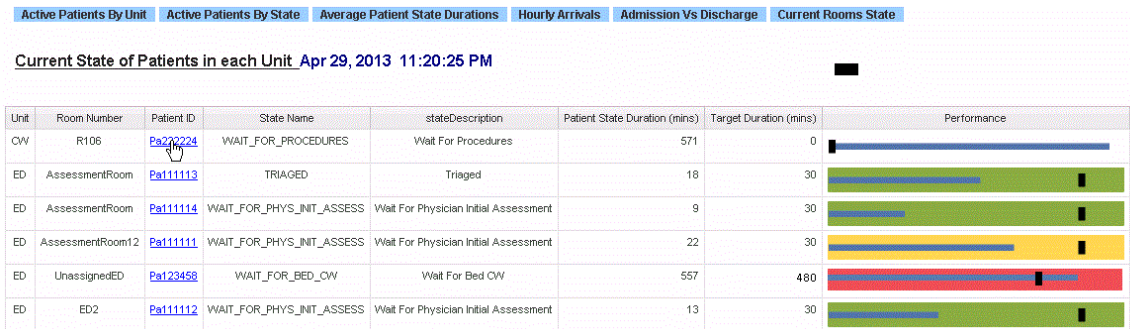 Active Patients By Unit Active Patients By State Average Patient State Durations Hourly Arrivals Admission Vs Discharge Current Rooms State
Current State of Patients in each Unit Apr 29, 2013 11:20:25 PM
Unit Room Number Patient ID State Name stateDescription Patient State Duration (mins) Target Duration (mins) Performance
CW R106 Pa222224 WAIT_FOR_PROCEDURES Wait For Procedures 571 0
ED AssessmentRoom Pa111113 TRIAGED Triaged 18 30
ED AssessmentRoom Pa111114 WAIT_FOR_PHYS_INIT_ASSESS Wait For Physician Initial Assessment 9 30
ED AssessmentRoom12 Pa111111 WAIT_FOR_PHYS_INIT_ASSESS Wait For Physician Initial Assessment 22 30
ED UnassignedED Pa123458 WAIT_FOR_BED_CW Wait For Bed CW 557 480
ED ED2 Pa111112 WAIT_FOR_PHYS_INIT_ASSESS Wait For Physician Initial Assessment 13 30